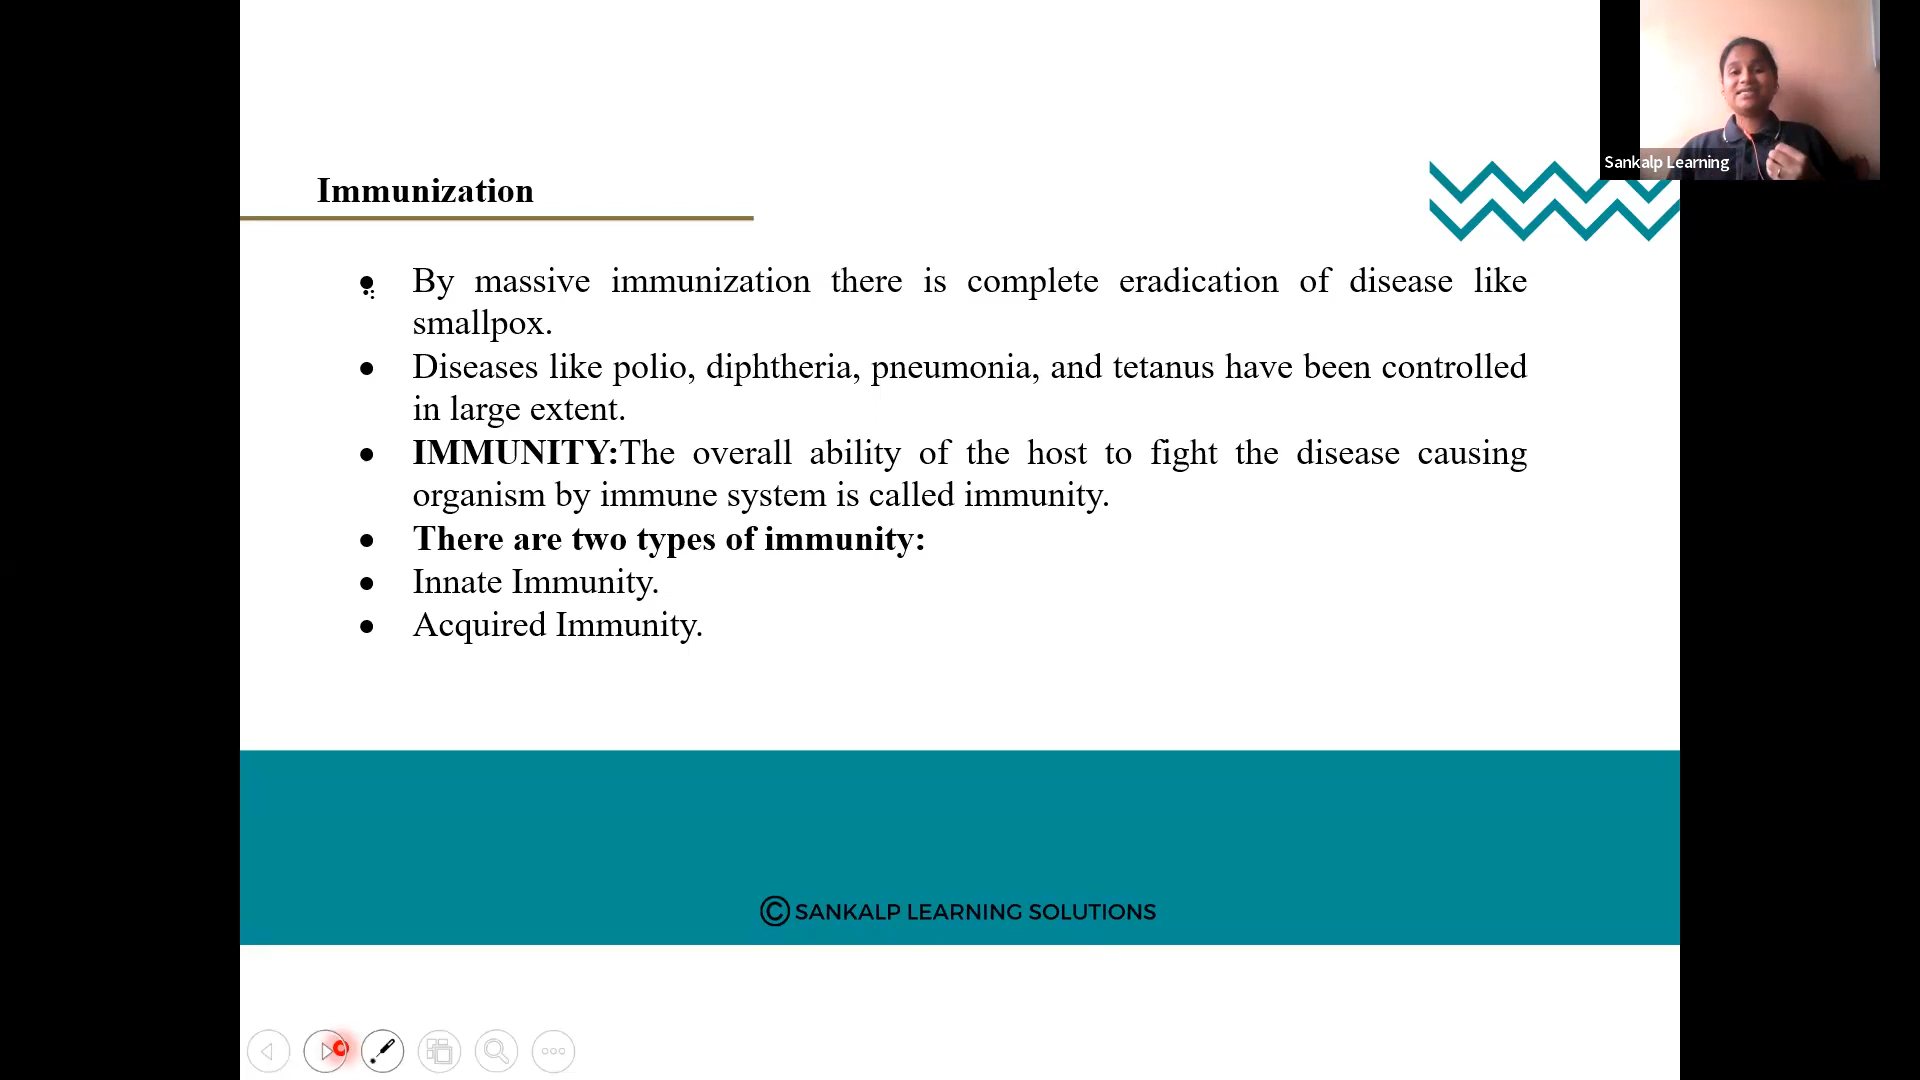 Sankalp Learning
Immunization
● By massive immunization there is complete eradication of disease like
smallpox.
● Diseases like polio, diphtheria, pneumonia, and tetanus have been controlled
in large extent.
● IMMUNITY:The overall ability of the host to fight the disease causing
organism by immune system is called immunity.
● There are two types of immunity:
● Innate Immunity.
● Acquired Immunity.
© SANKALP LEARNING SOLUTIONS